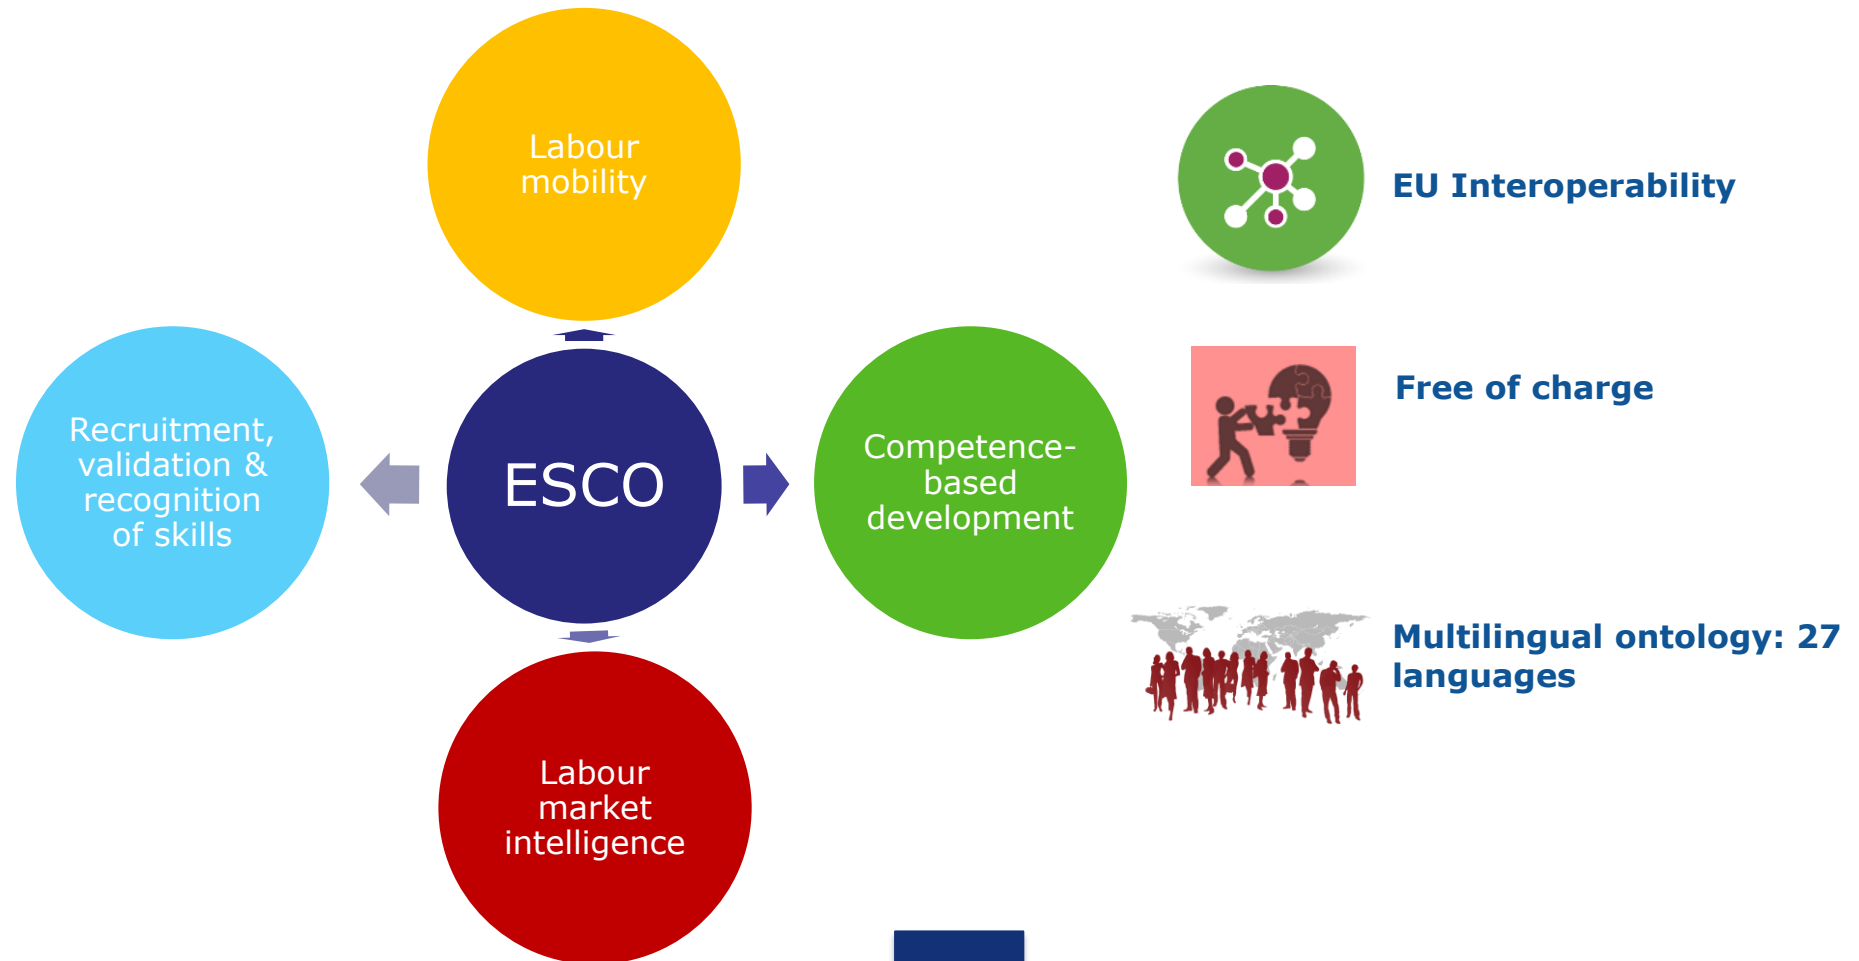 Labour
mobility
Recruitment,
validation &
recognition
of skills
ESCO
Competence-
based
development
Labour
market
intelligence
EU Interoperability
Free of charge
Multilingual ontology: 27
languages